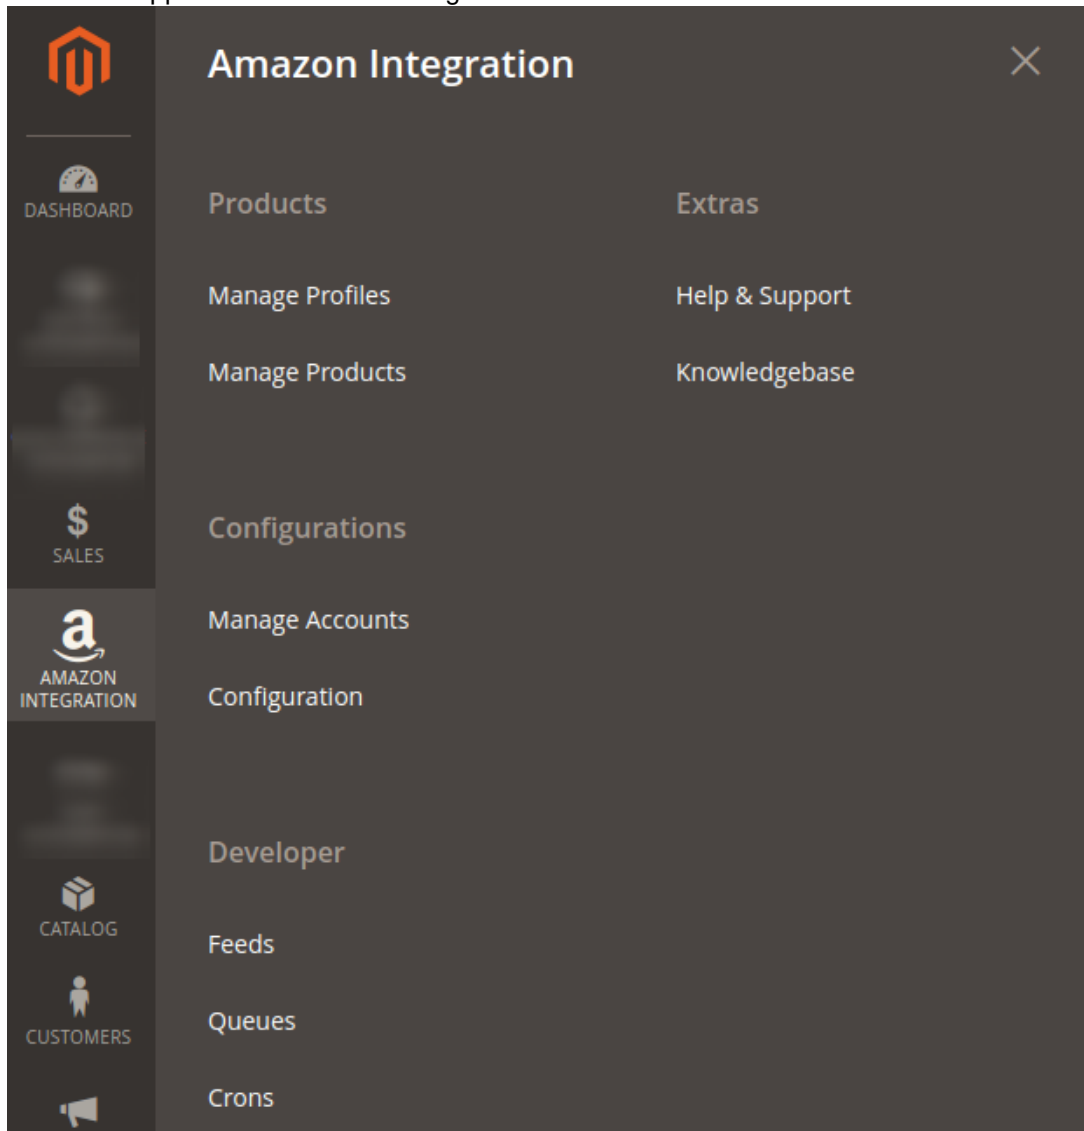 Amazon Integration
DASHBOARD
Products
Extras
Manage Profiles
Help & Support
Manage Products
Knowledgebase
$
SALES
Configurations
a
AMAZON
INTEGRATION
Manage Accounts
Configuration
Developer
CATALOG
Feeds
CUSTOMERS
Queues
Crons